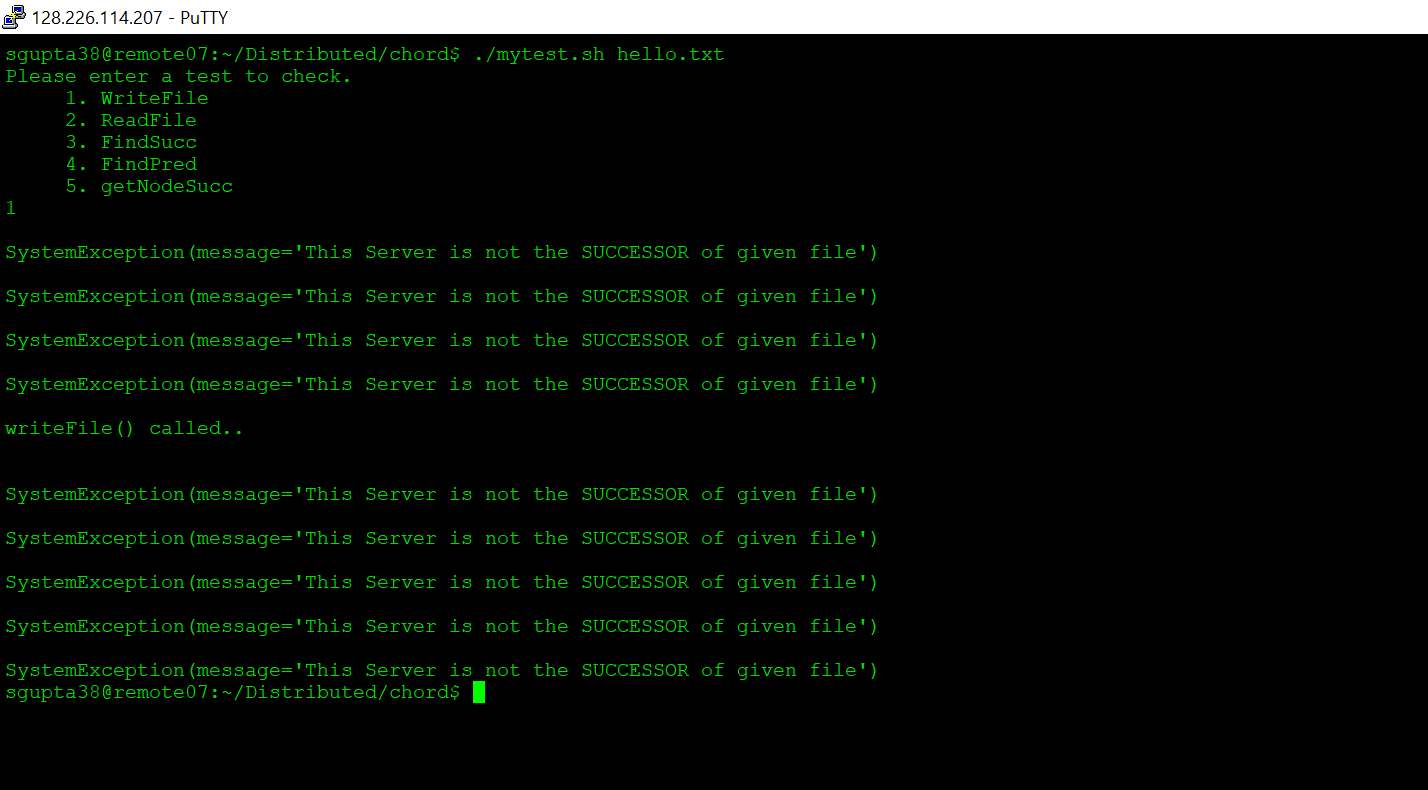 128.226.114.207 - PuTTY
sgupta38@remote07:~/Distributed/chord$ ./mytest.sh hello.txt
Please enter a test to check.
1. WriteFile
2. ReadFile
3. FindSucc
4. FindPred
5. getNodeSucc
1
SystemException(message='This Server is not the SUCCESSOR of given file')
SystemException(message='This Server is not the SUCCESSOR of given file')
SystemException(message='This Server is not the SUCCESSOR of given file')
SystemException(message='This Server is not the SUCCESSOR of given file')
writeFile() called..
SystemException(message='This Server is not the SUCCESSOR of given file')
SystemException(message='This Server is not the SUCCESSOR of given file')
SystemException(message='This Server is not the SUCCESSOR of given file')
SystemException(message='This Server is not the SUCCESSOR of given file')
SystemException(message='This Server is not the SUCCESSOR of given file')
sgupta38@remote07:~/Distributed/chord$